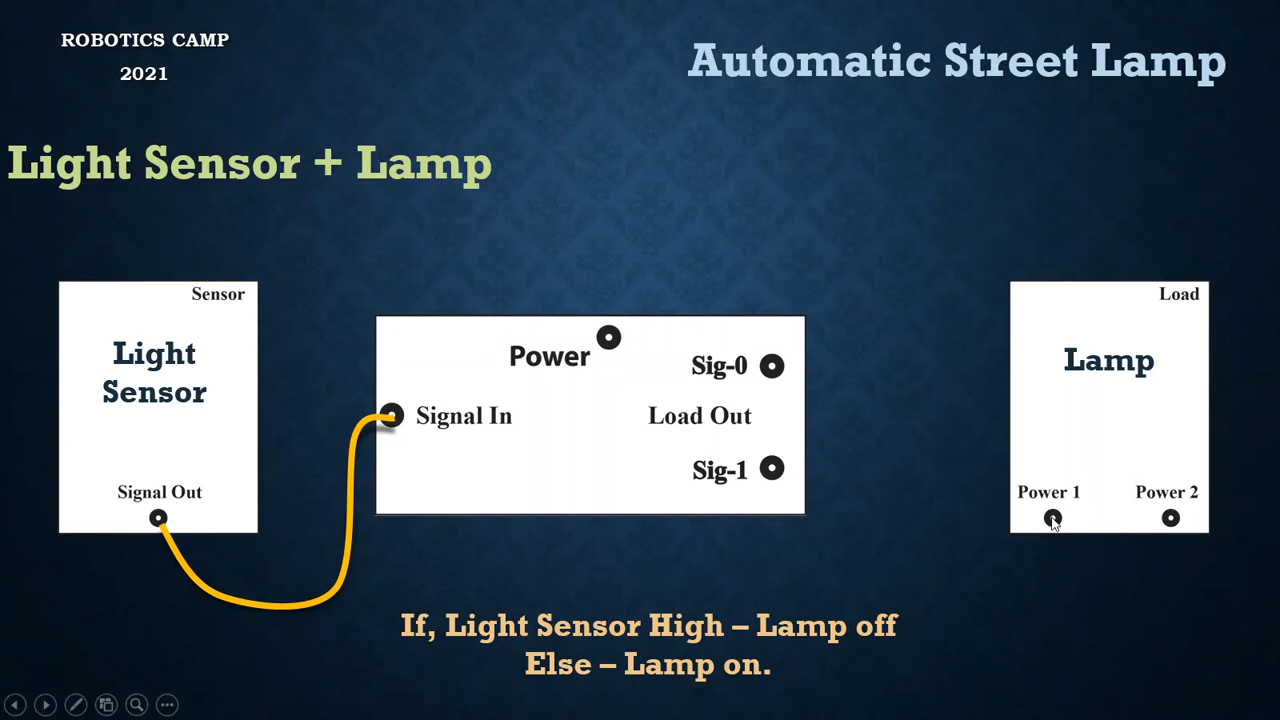 ROBOTICS CAMP
2021
Automatic Street Lamp
Light Sensor + Lamp
Sensor
Light
Sensor
Signal Out
Power
Signal In
Sig-0
Load Out
Sig-1
Load
Lamp
Power 1
Power 2
If, Light Sensor High – Lamp off
Else – Lamp on.